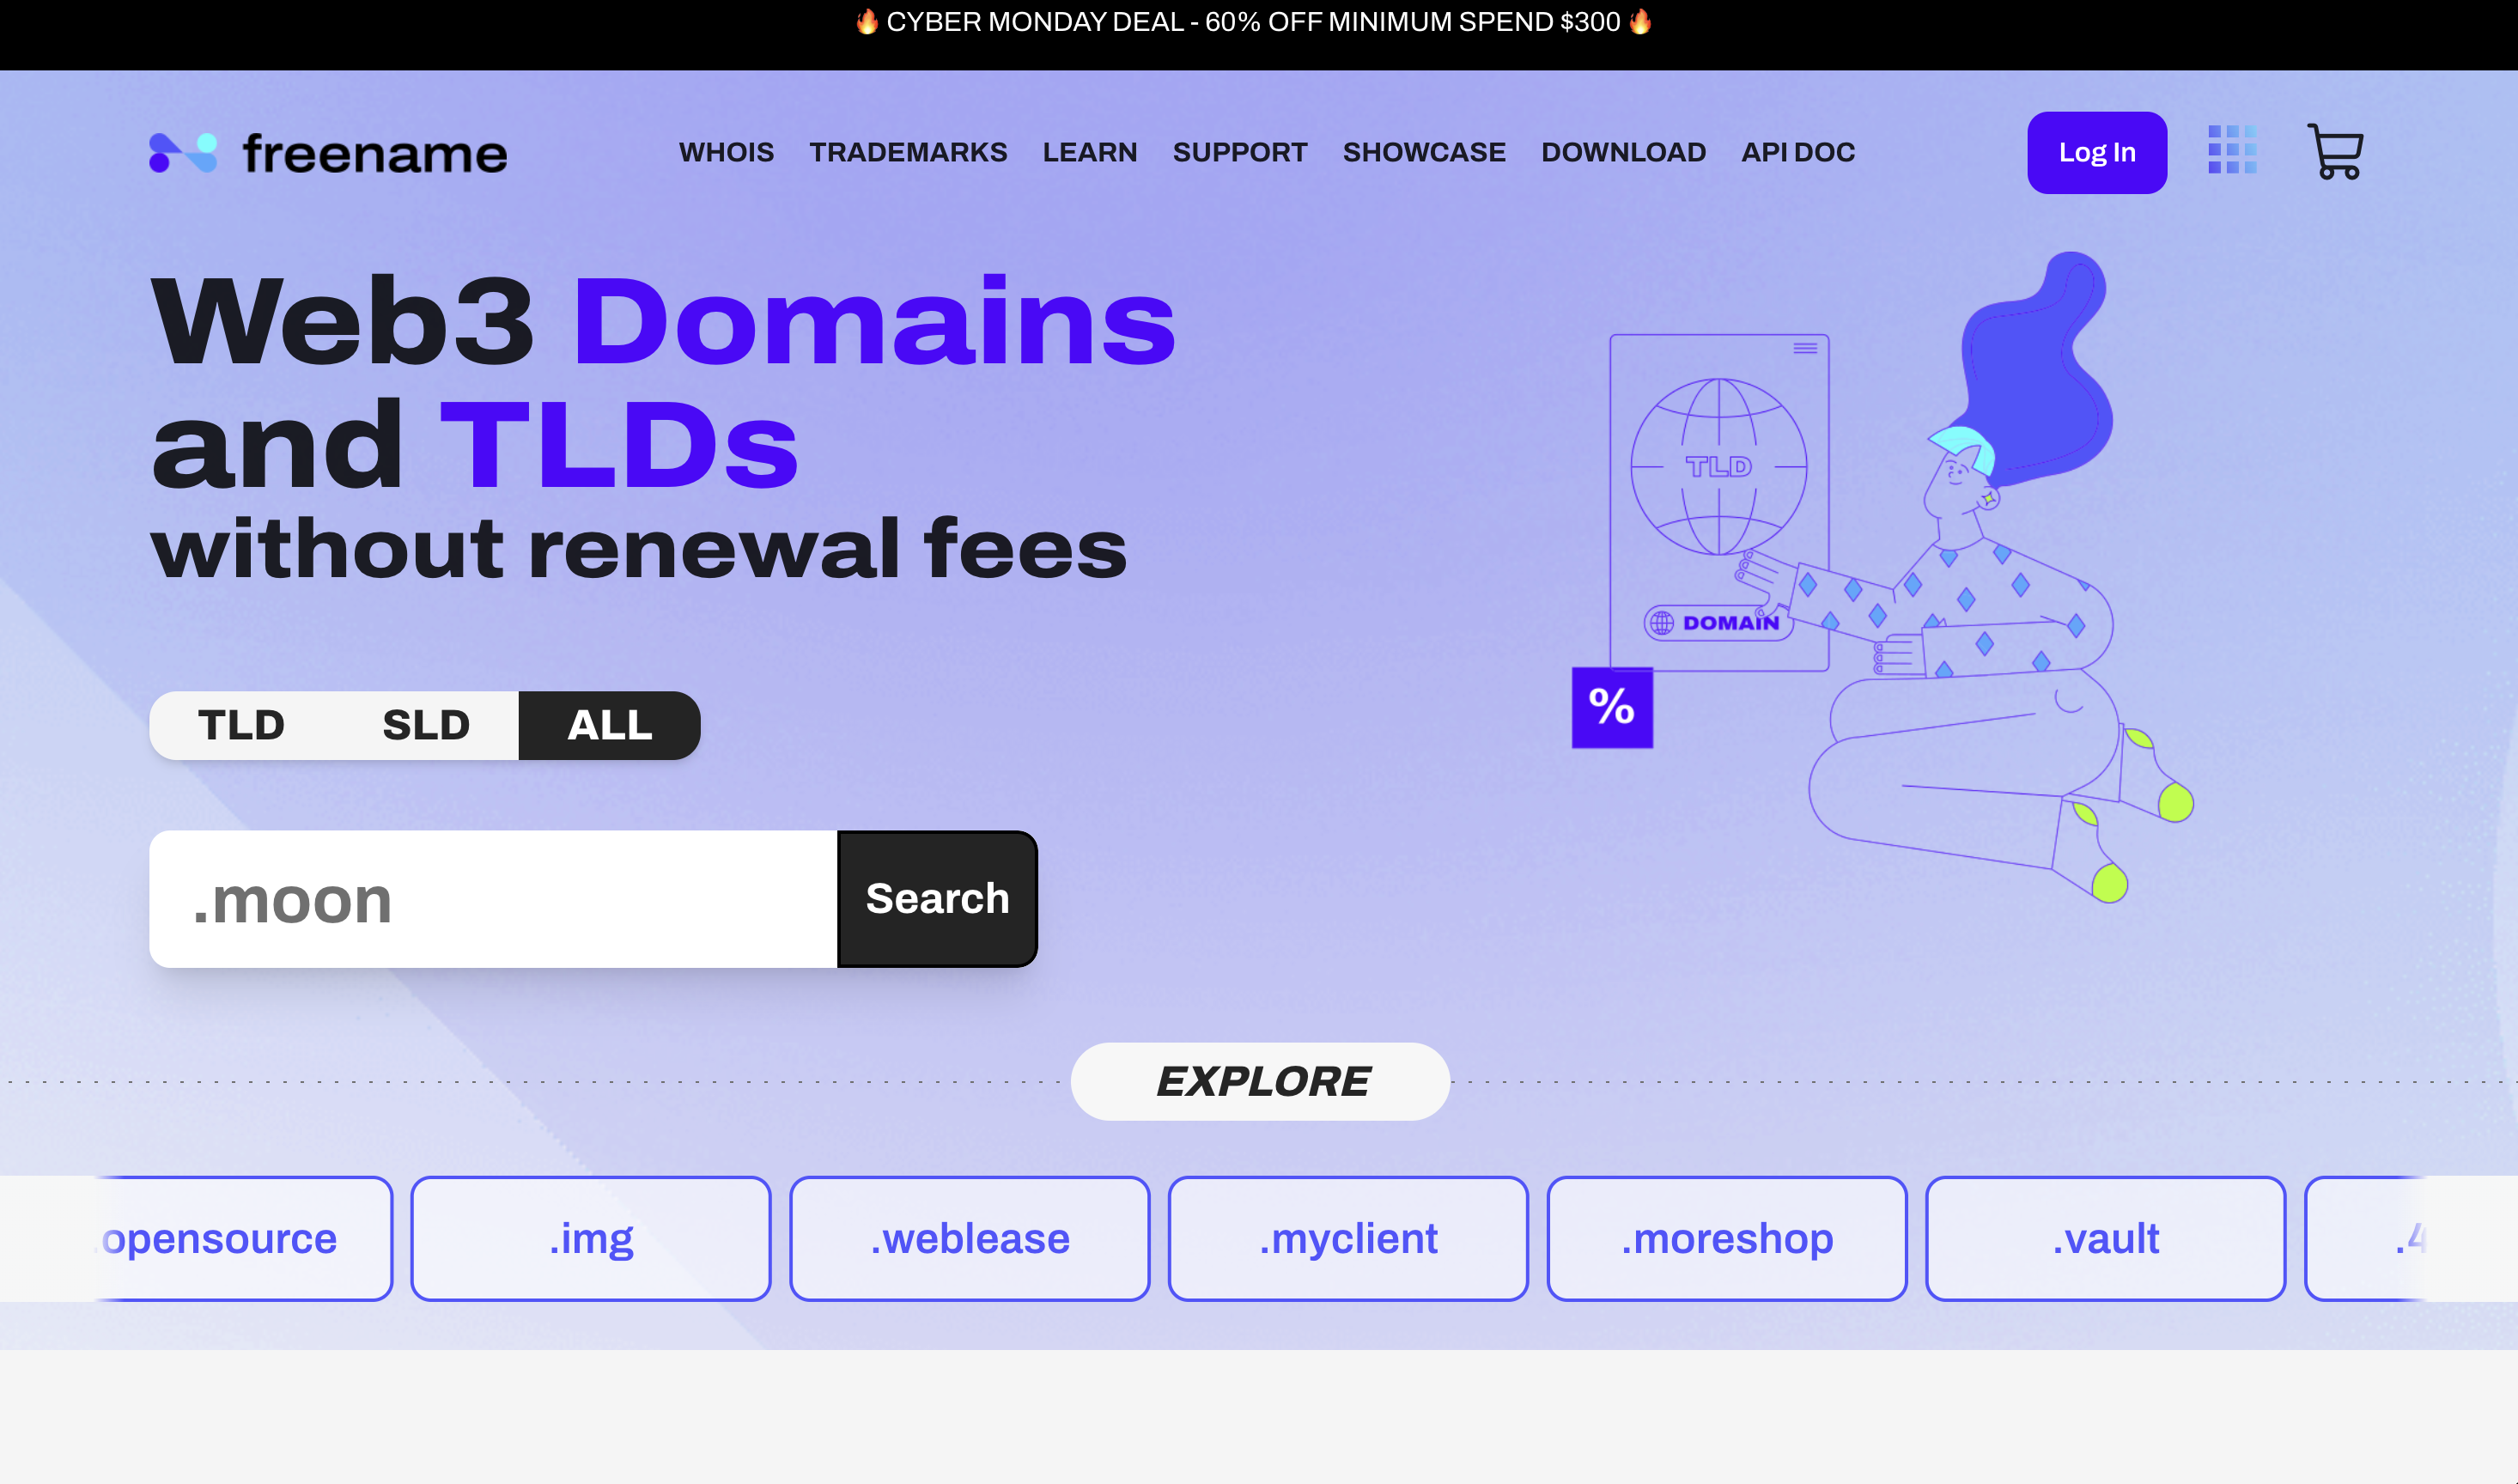 🔥 CYBER MONDAY DEAL - 60% OFF MINIMUM SPEND $300 🔥
freename
WHOIS TRADEMARKS LEARN SUPPORT SHOWCASE DOWNLOAD API DOC
Log In
Web3 Domains
and TLDs
without renewal fees
TLD
DOMAIN
%
TLD SLD ALL
.moon
Search
EXPLORE
.opensource .img .weblease .myclient .moreshop .vault .4